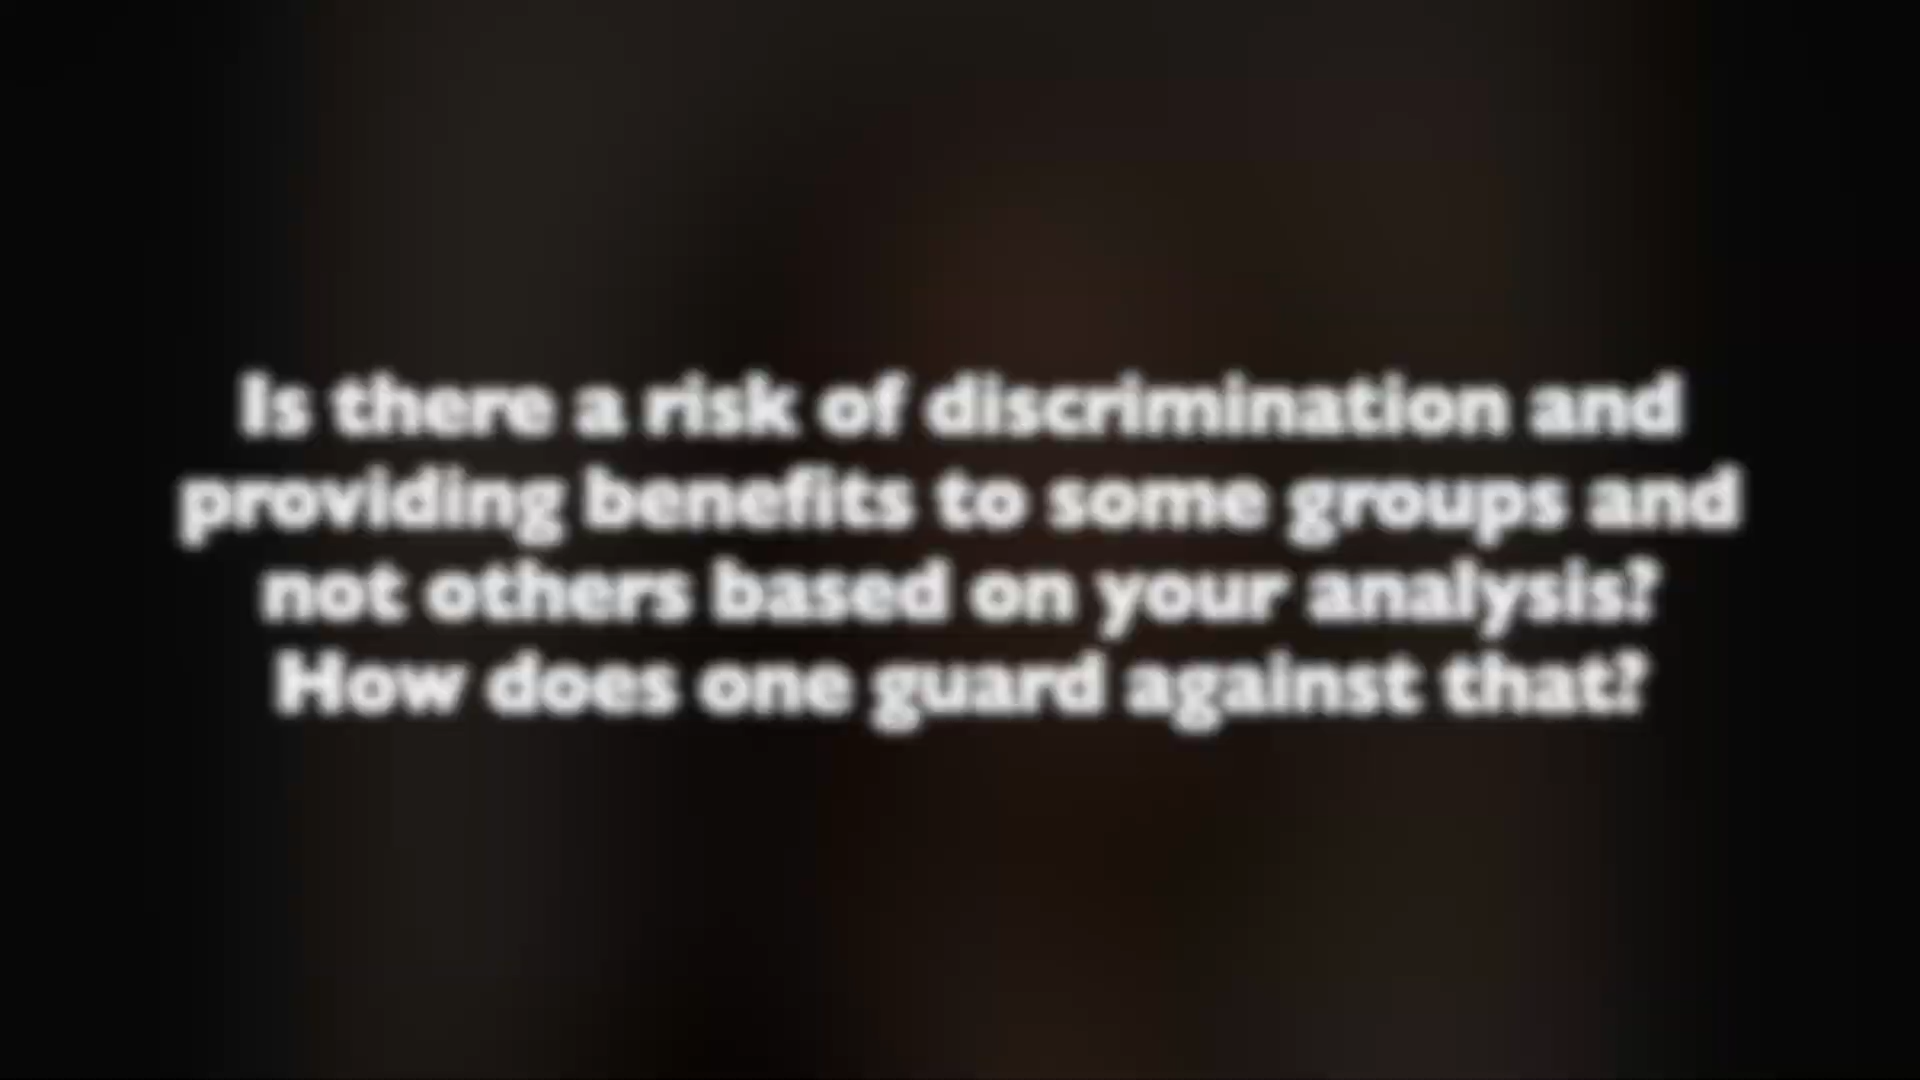 Is there a risk of discrimination and
providing benefits to some groups and
not others based on your analysis?
How does one guard against that?